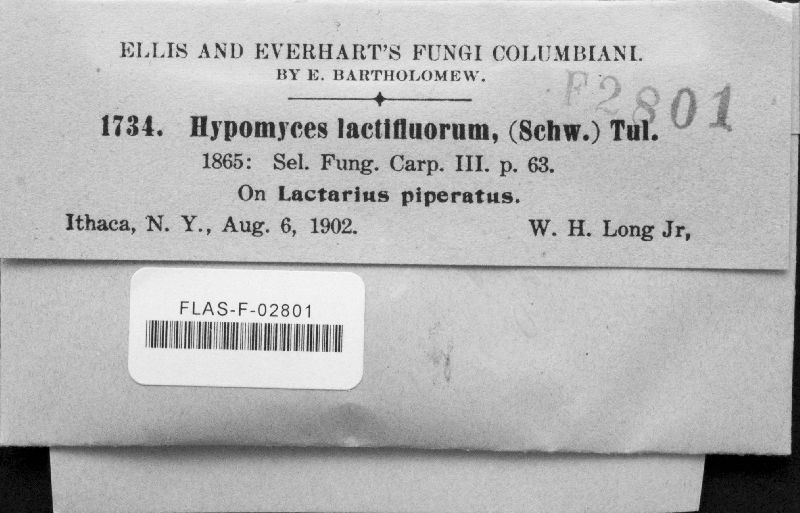 ELLIS AND EVERHART'S FUNGI COLUMBIANI.
BY E. BARTHOLOMEW.
F2801
1734. Hypomyces lactifluorum, (Schw.) Tul.
1865: Sel. Fung. Carp. III. p. 63.
On Lactarius piperatus.
Ithaca, N. Y., Aug. 6, 1902. W. H. Long Jr,
FLAS-F-02801